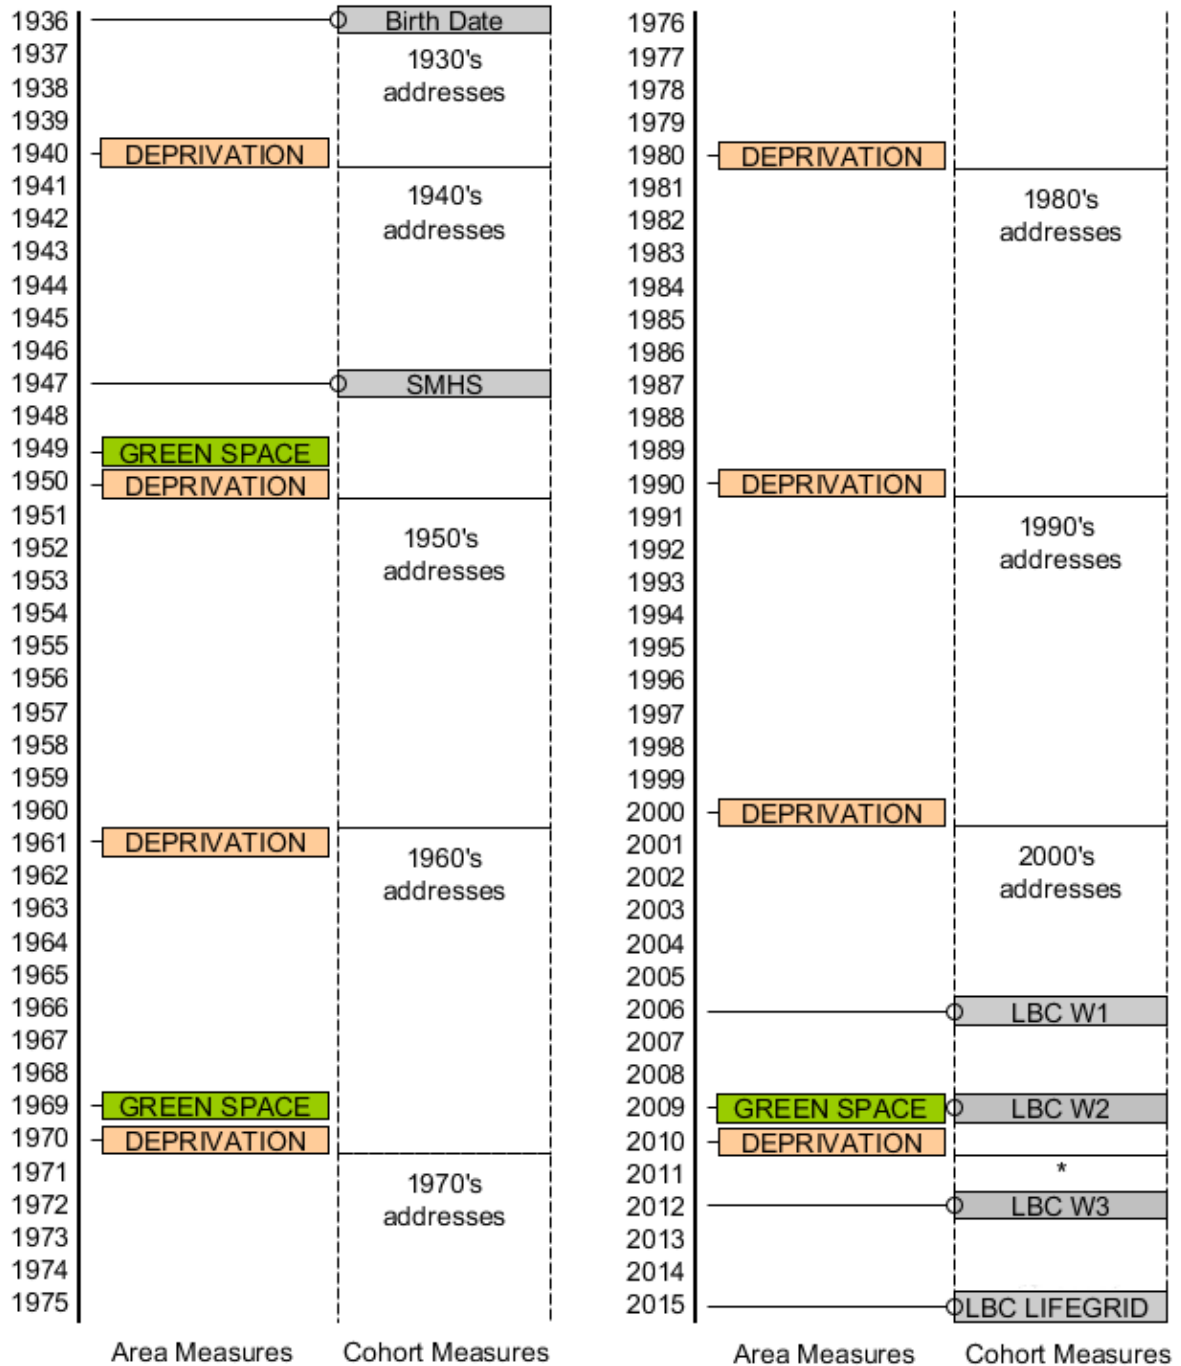 1936 Birth Date
1937 1930's
1938 addresses
1939
1940 DEPRIVATION
1941 1940's
1942 addresses
1943
1944
1945
1946
1947 SMHS
1948
1949 GREEN SPACE
1950 DEPRIVATION
1951
1952 1950's
1953 addresses
1954
1955
1956
1957
1958
1959
1960
1961 DEPRIVATION
1962 1960's
1963 addresses
1964
1965
1966
1967
1968
1969 GREEN SPACE
1970 DEPRIVATION
1971 1970's
1972 addresses
1973
1974
1975
Area Measures Cohort Measures
1976
1977
1978
1979
1980 DEPRIVATION
1981 1980's
1982 addresses
1983
1984
1985
1986
1987
1988
1989
1990 DEPRIVATION
1991 1990's
1992 addresses
1993
1994
1995
1996
1997
1998
1999
2000 DEPRIVATION
2001 2000's
2002 addresses
2003
2004
2005
2006 LBC W1
2007
2008
2009 GREEN SPACE LBC W2
2010 DEPRIVATION
2011 *
2012 LBC W3
2013
2014
2015 LBC LIFEGRID
Area Measures Cohort Measures